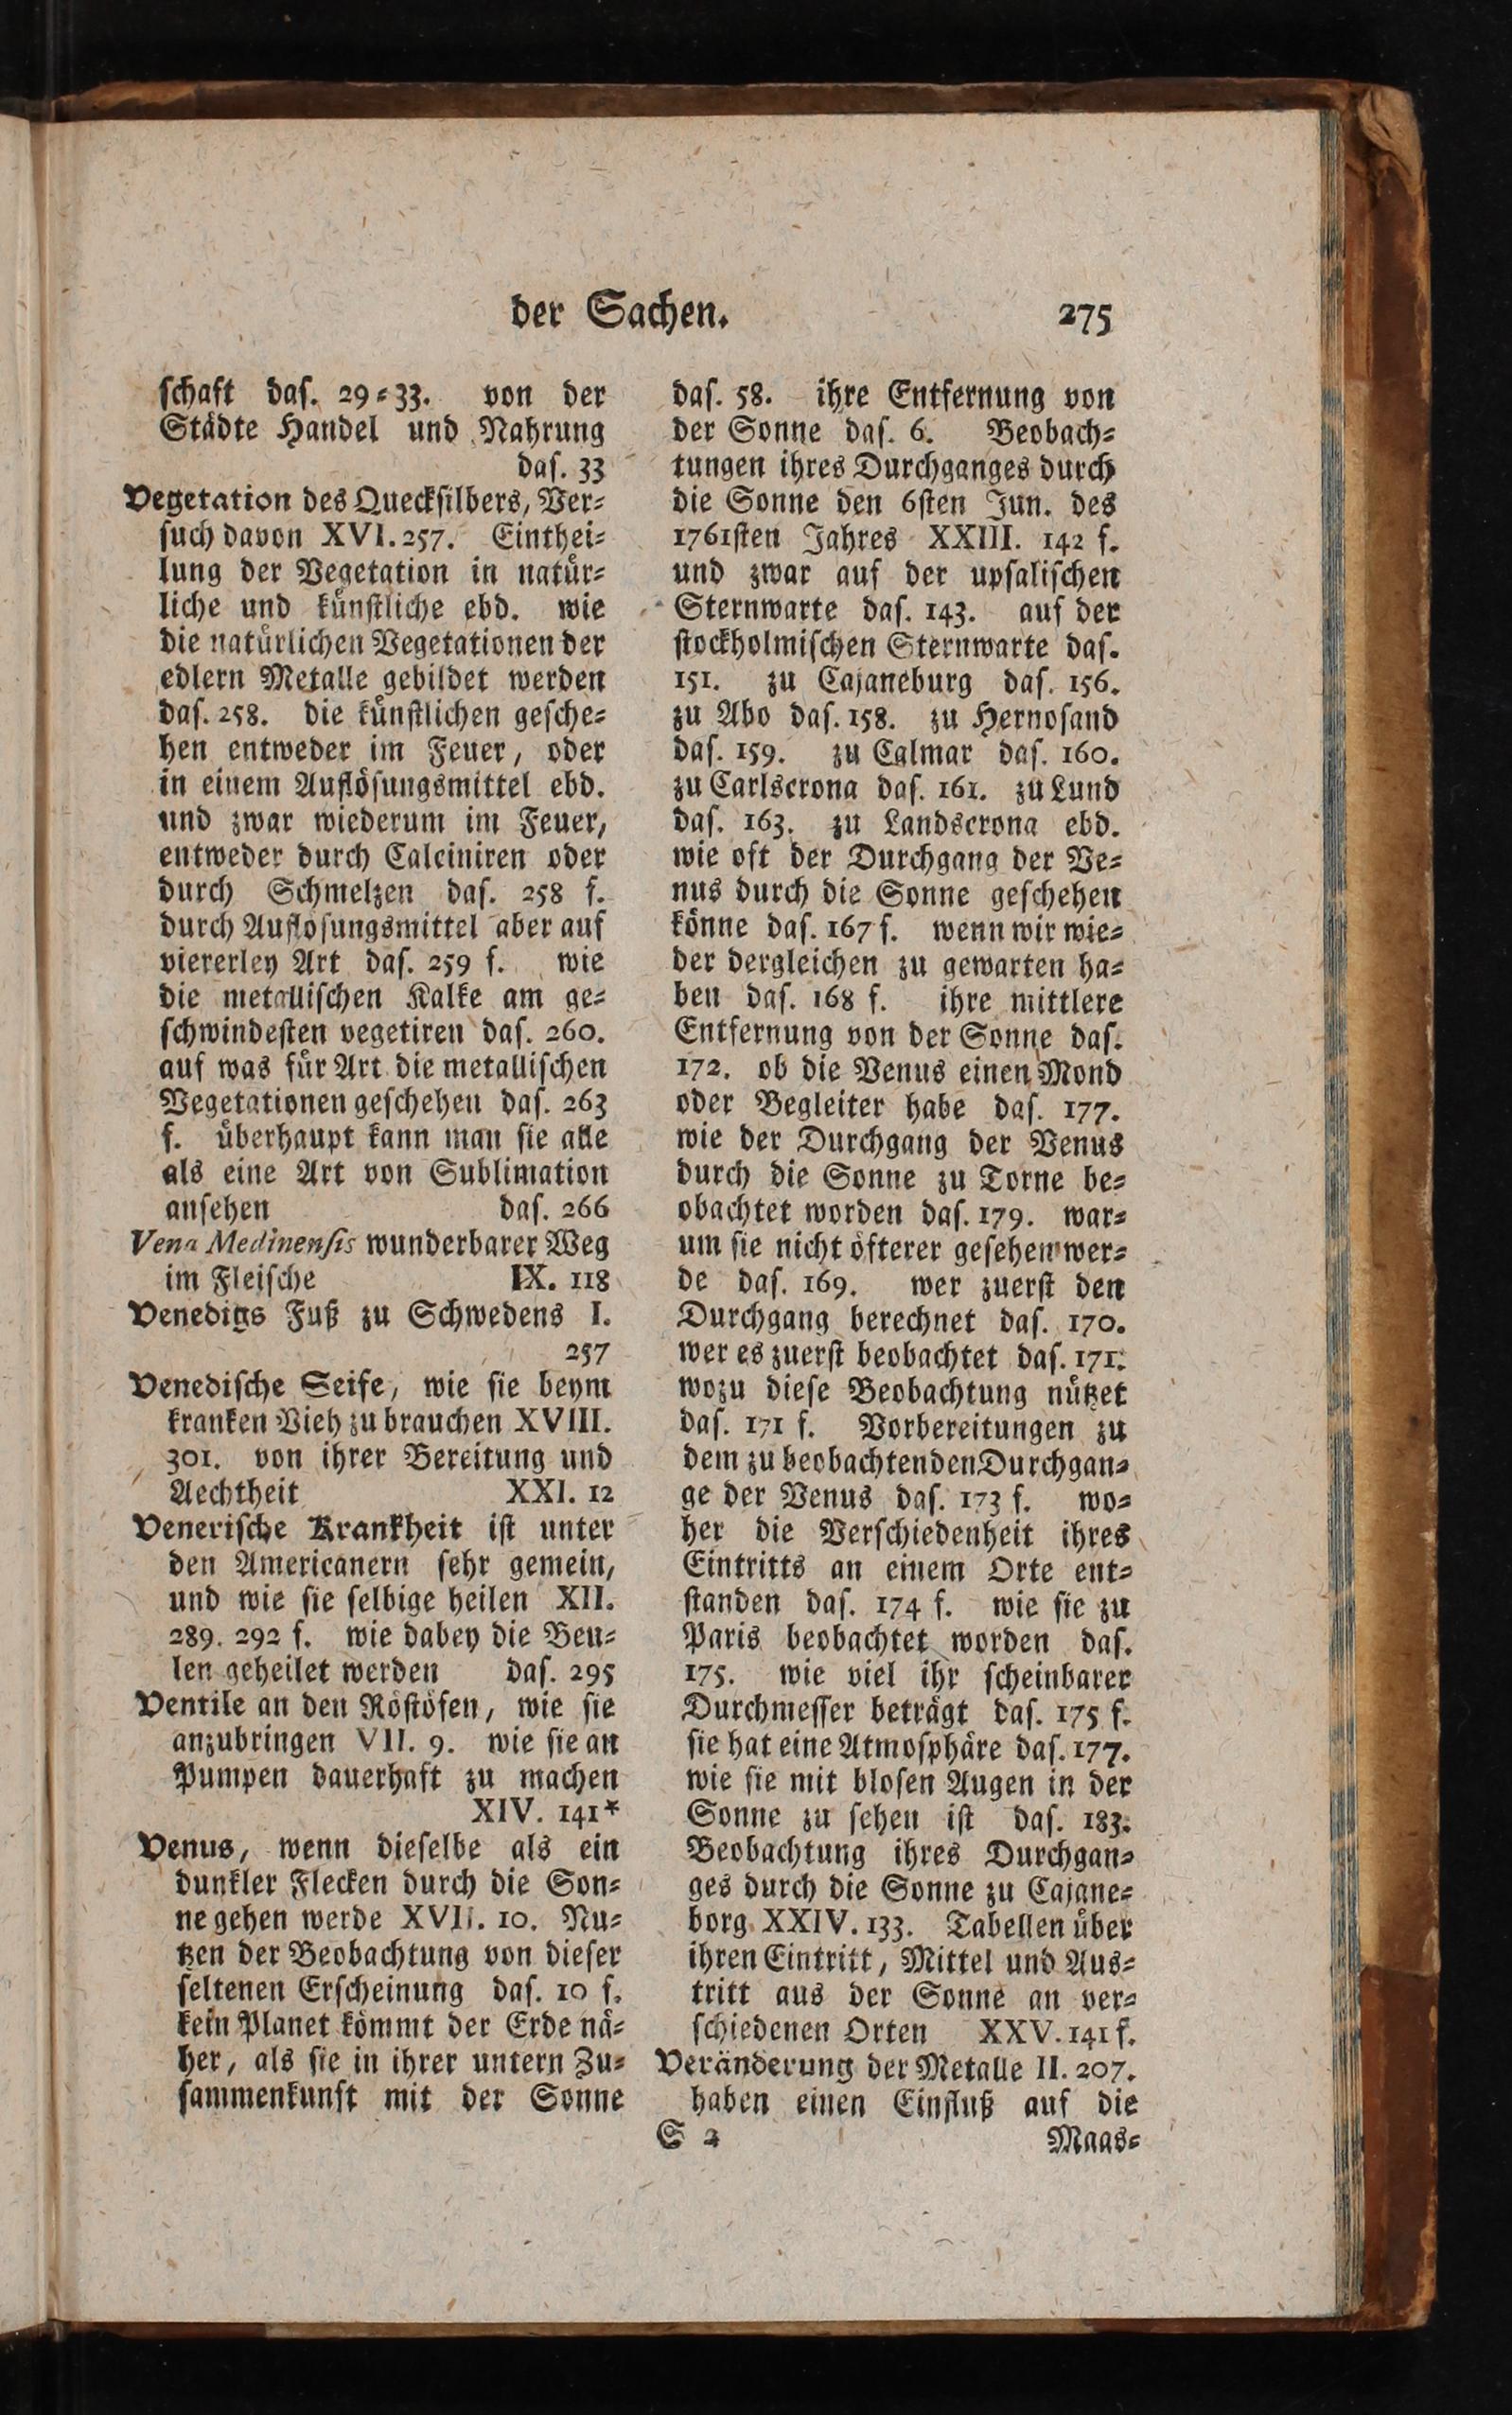 der Sachen. 275
ſchaft daſ. 29⸗33. von der
Städte Handel und Nahrung
daſ. 33
Vegetation des Queckſilbers, Ver⸗
ſuch davon XVI. 257. Einthei⸗
lung der Vegetation in natür⸗
liche und künſtliche ebd. wie
die natürlichen Vegetationen der
edlern Metalle gebildet werden
daſ. 258. die künſtlichen geſche⸗
hen entweder im Feuer, oder
in einem Auflöſungsmittel ebd.
und zwar wiederum im Feuer,
entweder durch Calciniren oder
durch Schmelzen daſ. 258 f.
durch Aufloſungsmittel aber auf
viererley Art daſ. 259 f. wie
die metalliſchen Kalke am ge⸗
ſchwindeſten vegetiren daſ. 260.
auf was für Art die metalliſchen
Vegetationen geſchehen daſ. 263
f. überhaupt kann man ſie alle
als eine Art von Sublimation
anſehen daſ. 266
Vena Medinenſis wunderbarer Weg
im Fleiſche IX. 118
Venedigs Fuß zu Schwedens I.
257
Venediſche Seife, wie ſie beym
kranken Vieh zu brauchen XVIII.
301. von ihrer Bereitung und
Aechtheit XXI. 12
Veneriſche Krankheit iſt unter
den Americanern ſehr gemein,
und wie ſie ſelbige heilen XII.
289. 292 f. wie dabey die Beu⸗
len geheilet werden daſ. 295
Ventile an den Röſtöfen, wie ſie
anzubringen VII. 9. wie ſie an
Pumpen dauerhaft zu machen
XIV. 141*
Venus, wenn dieſelbe als ein
dunkler Flecken durch die Son⸗
ne gehen werde XVII. 10. Nu⸗
tzen der Beobachtung von dieſer
ſeltenen Erſcheinung daſ. 10 f.
kein Planet kömmt der Erde nä⸗
her, als ſie in ihrer untern Zu⸗
ſammenkunft mit der Sonne
daſ. 58. ihre Entfernung von
der Sonne daſ. 6. Beobach⸗
tungen ihres Durchganges durch
die Sonne den 6ſten Jun. des
1761ſten Jahres XXIII. 142 f.
und zwar auf der upſaliſchen
Sternwarte daſ. 143. auf der
ſtockholmiſchen Sternwarte daſ.
151. zu Cajaneburg daſ. 156.
zu Abo daſ. 158. zu Hernoſand
daſ. 159. zu Calmar daſ. 160.
zu Carlscrona daſ. 161. zu Lund
daſ. 163. zu Landscrona ebd.
wie oft der Durchgang der Ve⸗
nus durch die Sonne geſchehen
könne daſ. 167 f. wenn wir wie⸗
der dergleichen zu gewarten ha⸗
ben daſ. 168 f. ihre mittlere
Entfernung von der Sonne daſ.
172. ob die Venus einen Mond
oder Begleiter habe daſ. 177.
wie der Durchgang der Venus
durch die Sonne zu Torne be⸗
obachtet worden daſ. 179. war⸗
um ſie nicht öfterer geſehen wer⸗
de daſ. 169. wer zuerſt den
Durchgang berechnet daſ. 170.
wer es zuerſt beobachtet daſ. 171.
wozu dieſe Beobachtung nützet
daſ. 171 f. Vorbereitungen zu
dem zu beobachtenden Durchgan⸗
ge der Venus daſ. 173 f. wo⸗
her die Verſchiedenheit ihres
Eintritts an einem Orte ent⸗
ſtanden daſ. 174 f. wie ſie zu
Paris beobachtet worden daſ.
175. wie viel ihr ſcheinbarer
Durchmeſſer beträgt daſ. 175 f.
ſie hat eine Atmoſphäre daſ. 177.
wie ſie mit bloſen Augen in der
Sonne zu ſehen iſt daſ. 183.
Beobachtung ihres Durchgan⸗
ges durch die Sonne zu Cajane⸗
borg XXIV. 133. Tabellen über
ihren Eintritt, Mittel und Aus⸗
tritt aus der Sonne an ver⸗
ſchiedenen Orten XXV. 141 f.
Veränderung der Metalle II. 207.
haben einen Einfluß auf die
S 2 Maas⸗